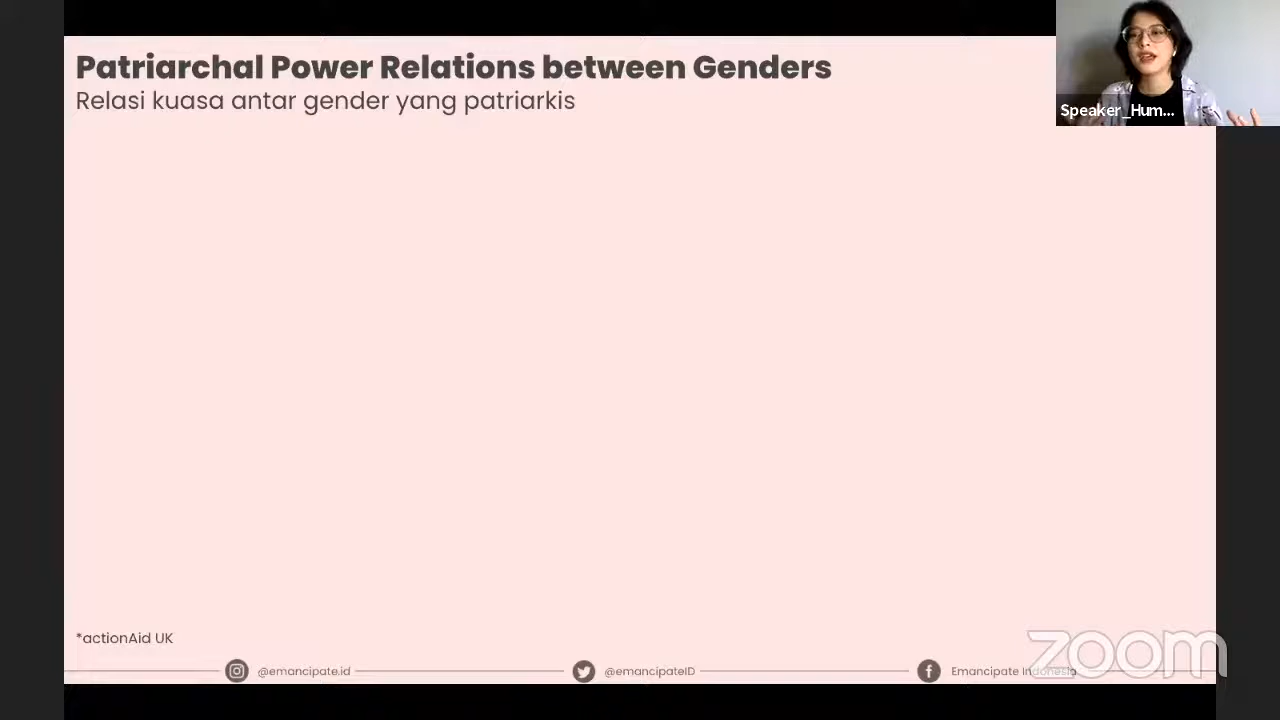 Patriarchal Power Relations between Genders
Relasi kuasa antar gender yang patriarkis
Speaker_Hum...
*actionAid UK
@emancipate.id
@emancipateID
Emancipate Indonesia
zoom